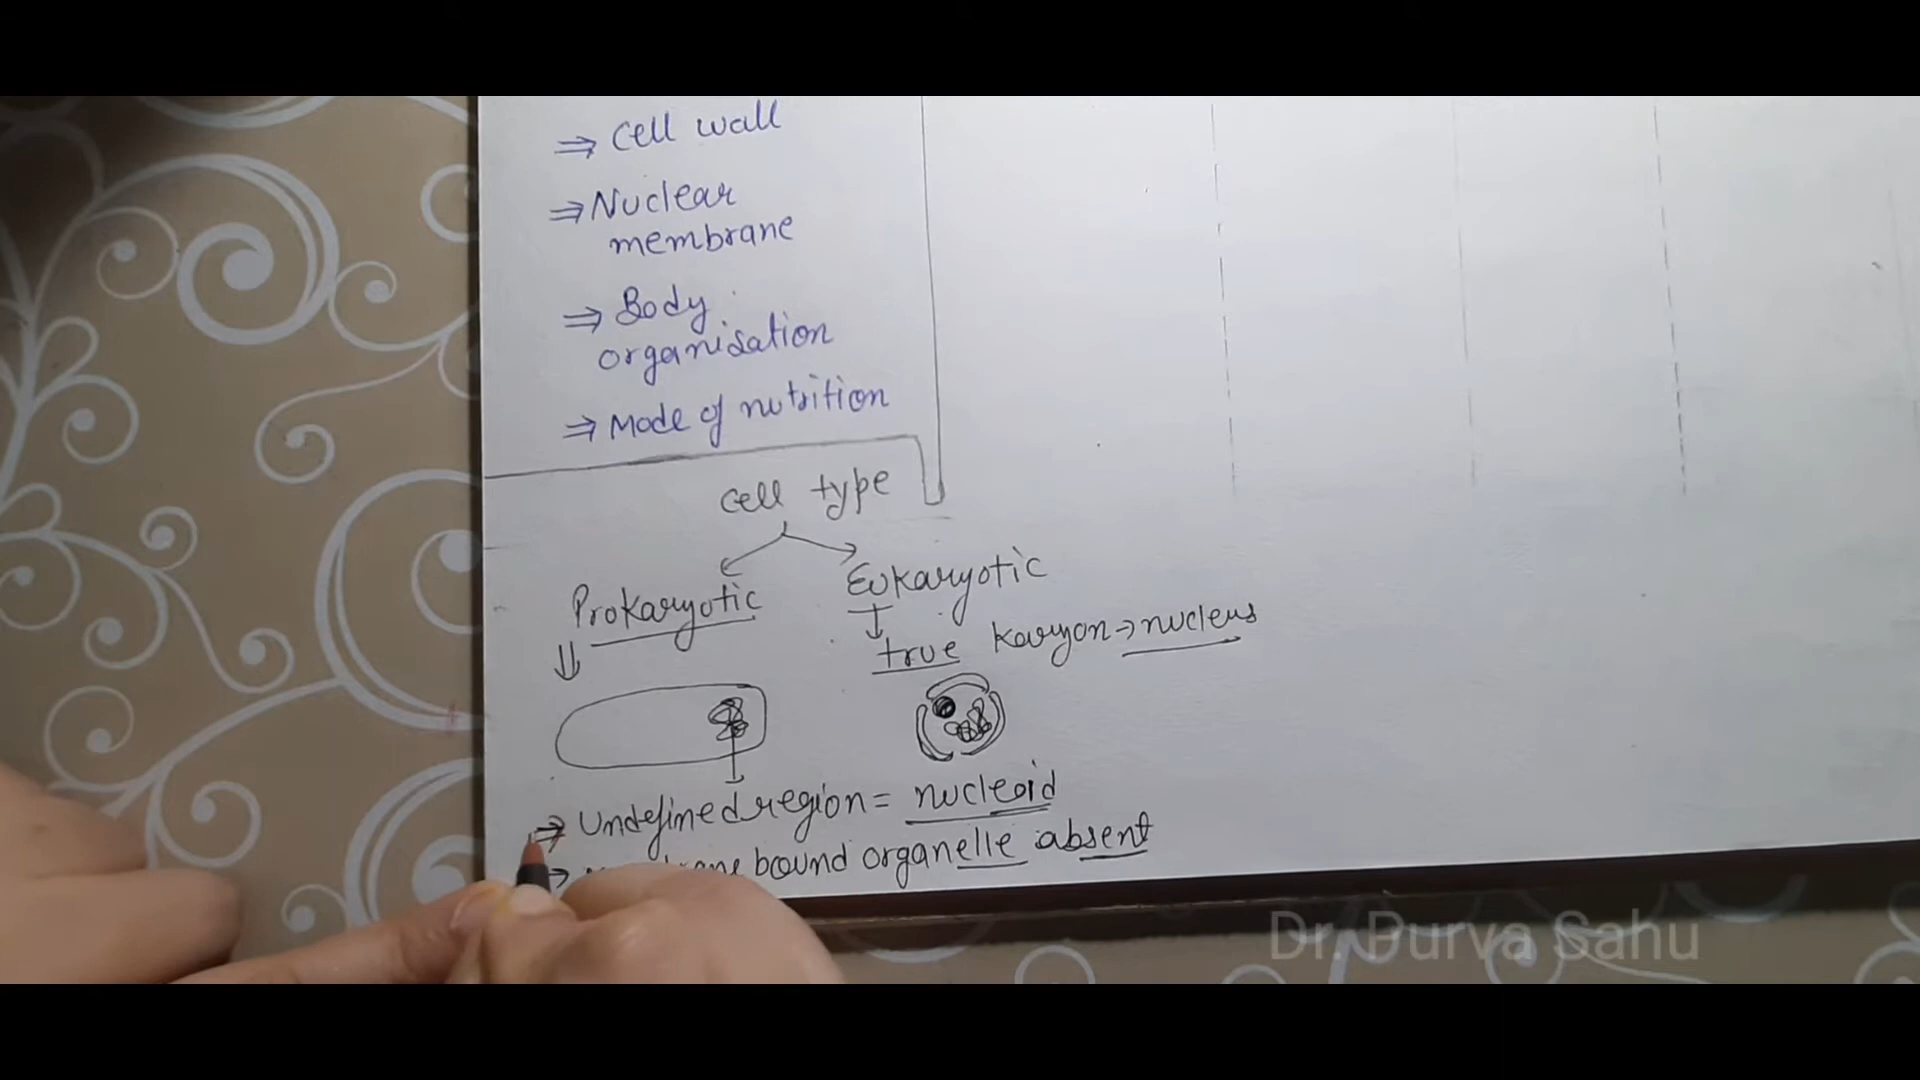 ⇒ Cell wall
⇒ Nuclear
membrane
⇒ Body
organisation
⇒ Mode of nutrition
Cell type
Prokaryotic
Eukaryotic
true karyon → nucleus
⇒ Undefined region = nucleoid
⇒ bound organelle absent
Dr. Purva Sahu